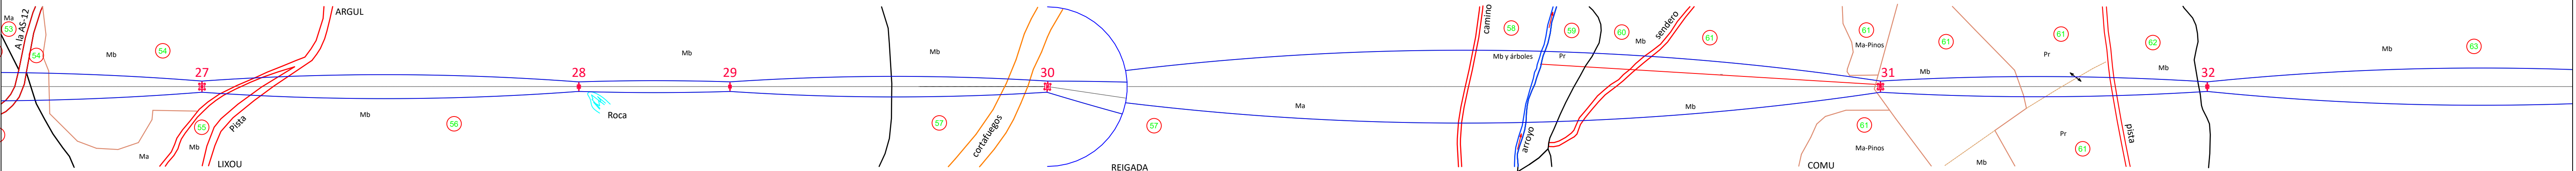 Ma
53
A la AS-12
54
Mb
54
27
ARGUL
Ma
55
Mb
Pista
LIXOU
Mb
56
28
Roca
Mb
29
Mb
57
cortafuegos
30
57
REIGADA
Ma
camino
58
Mb y árboles
arroyo
59
Pr
60
Mb
sendero
61
Mb
61
Ma-Pinos
31
61
Ma-Pinos
COMU
Mb
61
Mb
Pr
61
Pr
61
pista
62
Mb
32
Mb
63